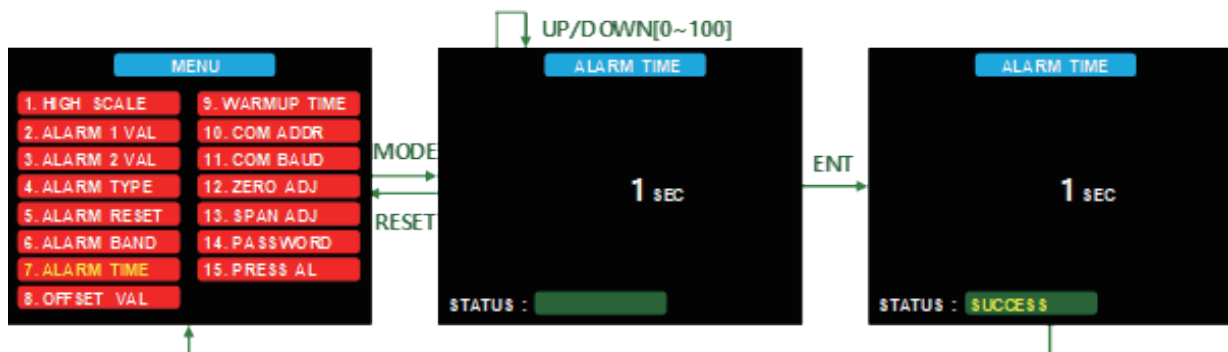 UP/DOWN[0~100]
MENU
1. HIGH SCALE
2. ALARM 1 VAL
3. ALARM 2 VAL
4. ALARM TYPE
5. ALARM RESET
6. ALARM BAND
7. ALARM TIME
8. OFFSET VAL
9. WARMUP TIME
10. COM ADDR
11. COM BAUD
12. ZERO ADJ
13. SPAN ADJ
14. PASSWORD
15. PRESS AL
MODE
RESET
ALARM TIME
1 SEC
STATUS :
ENT
ALARM TIME
1 SEC
STATUS : SUCCESS